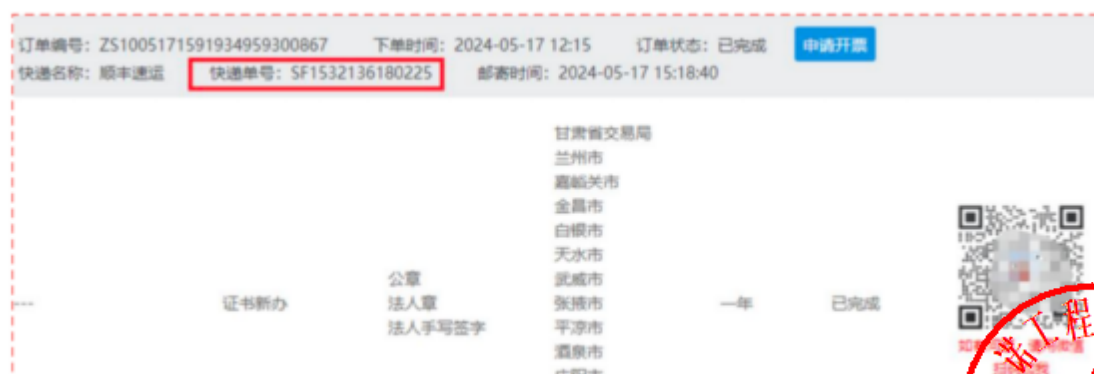 订单编号：ZS1005171591934959300867 下单时间：2024-05-17 12:15 订单状态：已完成 申请开票
快递名称：顺丰速运 快递单号：SF1532136180225 邮寄时间：2024-05-17 15:18:40
甘肃省交易局
兰州市
嘉峪关市
金昌市
白银市
天水市
武威市
张掖市
平凉市
酒泉市
---
证书新办
公章
法人章
法人手写签字
一年
已完成
诺工程